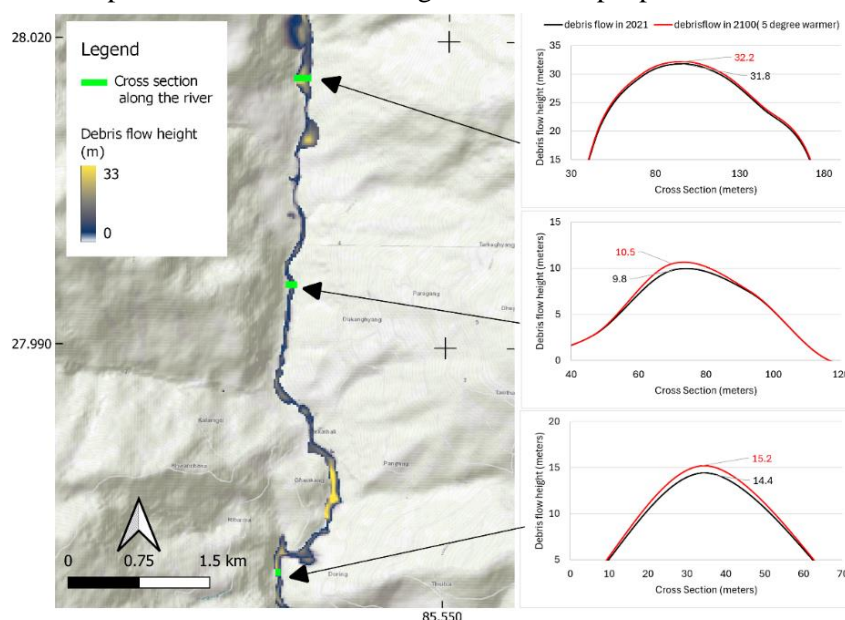 28.020
27.990
85.550
Legend
Cross section
along the river
Debris flow height
(m)
33
0
0 0.75 1.5 km
Pangang
Doring
debris flow in 2021
debrisflow in 2100( 5 degree warmer)
Debris flow height (meters)
35
30
25
20
15
32.2
31.8
30 80 130 180
Cross Section (meters)
Debris flow height (meters)
15
10
5
0
10.5
9.8
40 60 80 100 120
Cross Section (meters)
Debris flow height (meters)
20
15
10
5
15.2
14.4
0 10 20 30 40 50 60 70
Cross Section (meters)